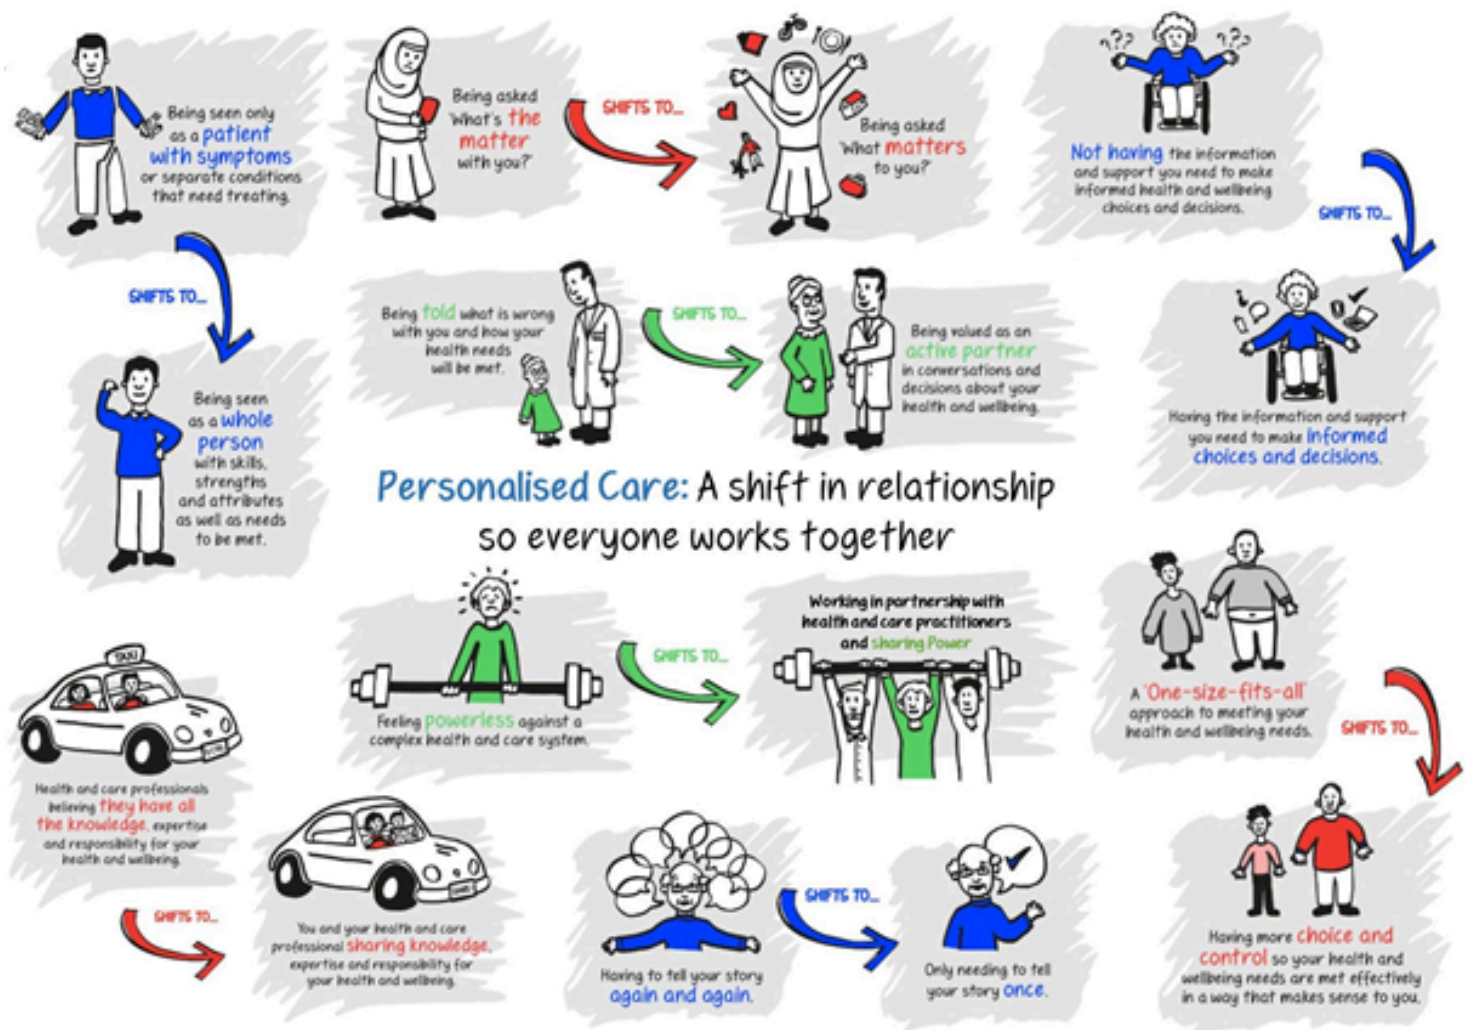 Being seen only
as a patient
with symptoms
or separate conditions
that need treating.
SHIFTS TO...
Being seen
as a whole
person
with skills,
strengths
and attributes
as well as needs
to be met.
Being asked
'What's the
matter
with you?'
SHIFTS TO...
Being asked
'What matters
to you?'
???
???
Not having the information
and support you need to make
informed health and wellbeing
choices and decisions.
SHIFTS TO...
Having the information and support
you need to make informed
choices and decisions.
Being told what is wrong
with you and how your
health needs
will be met.
SHIFTS TO...
Being valued as an
active partner
in conversations and
decisions about your
health and wellbeing.
Personalised Care: A shift in relationship
so everyone works together
Feeling powerless against a
complex health and care system.
SHIFTS TO...
Working in partnership with
health and care practitioners
and sharing Power
A 'One-size-fits-all'
approach to meeting your
health and wellbeing needs.
SHIFTS TO...
Having more choice and
control so your health and
wellbeing needs are met effectively
in a way that makes sense to you.
TAXI
Health and care professionals
believing they have all
the knowledge, expertise
and responsibility for your
health and wellbeing.
SHIFTS TO...
You and your health and care
professional sharing knowledge,
expertise and responsibility for
your health and wellbeing.
Having to tell your story
again and again.
SHIFTS TO...
Only needing to tell
your story once.